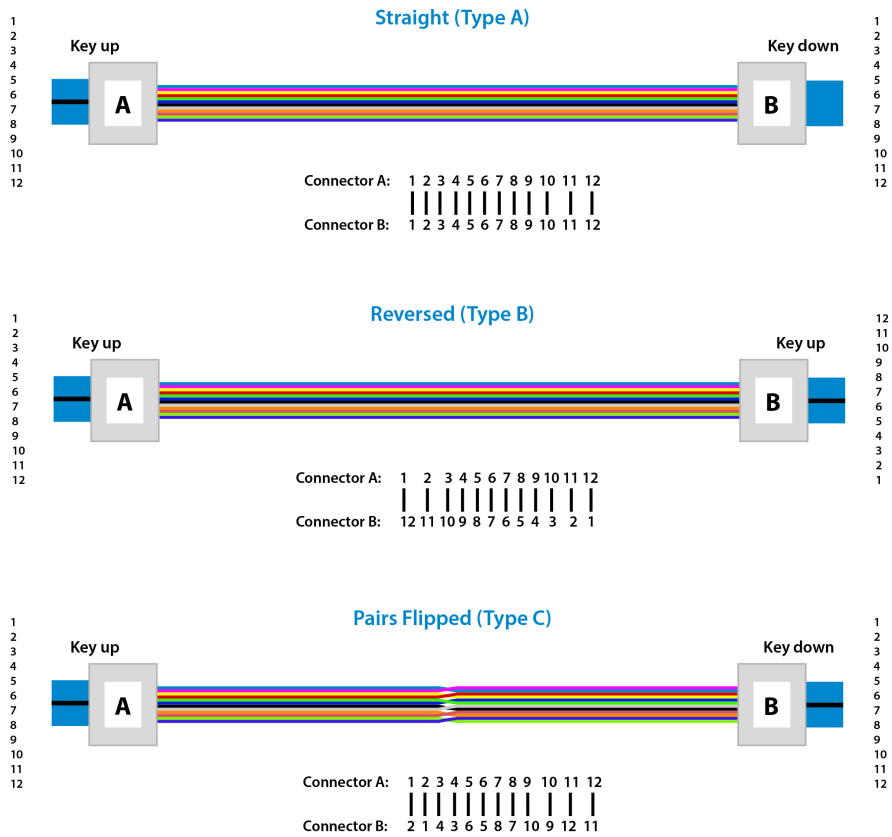 Straight (Type A)
1 1
2 2
Key up Key down
3 3
4 4
5 5
6 6
A B
7 7
8 8
9 9
10 10
11 11
12 12
Connector A: 1 2 3 4 5 6 7 8 9 10 11 12
Connector B: 1 2 3 4 5 6 7 8 9 10 11 12
Reversed (Type B)
1 12
2 11
Key up Key up
3 10
4 9
5 8
6 7
A B
7 6
8 5
9 4
10 3
11 2
12 1
Connector A: 1 2 3 4 5 6 7 8 9 10 11 12
Connector B: 12 11 10 9 8 7 6 5 4 3 2 1
Pairs Flipped (Type C)
1 1
2 2
Key up Key down
3 3
4 4
5 5
6 6
A B
7 7
8 8
9 9
10 10
11 11
12 12
Connector A: 1 2 3 4 5 6 7 8 9 10 11 12
Connector B: 2 1 4 3 6 5 8 7 10 9 12 11